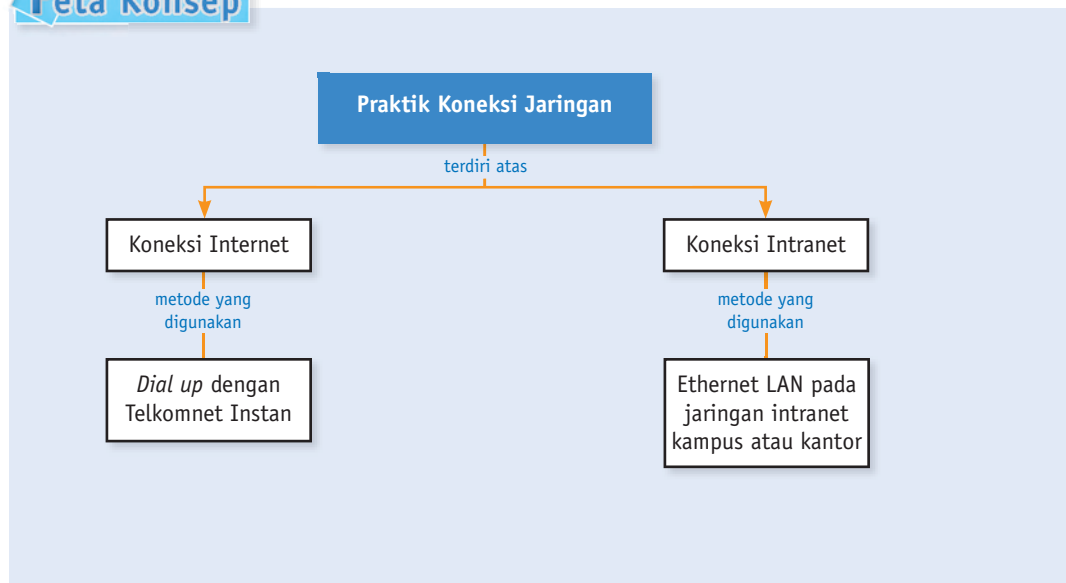 Peta Konsep
Praktik Koneksi Jaringan
terdiri atas
Koneksi Internet
Koneksi Intranet
metode yang
digunakan
metode yang
digunakan
Dial up dengan
Telkomnet Instan
Ethernet LAN pada
jaringan intranet
kampus atau kantor